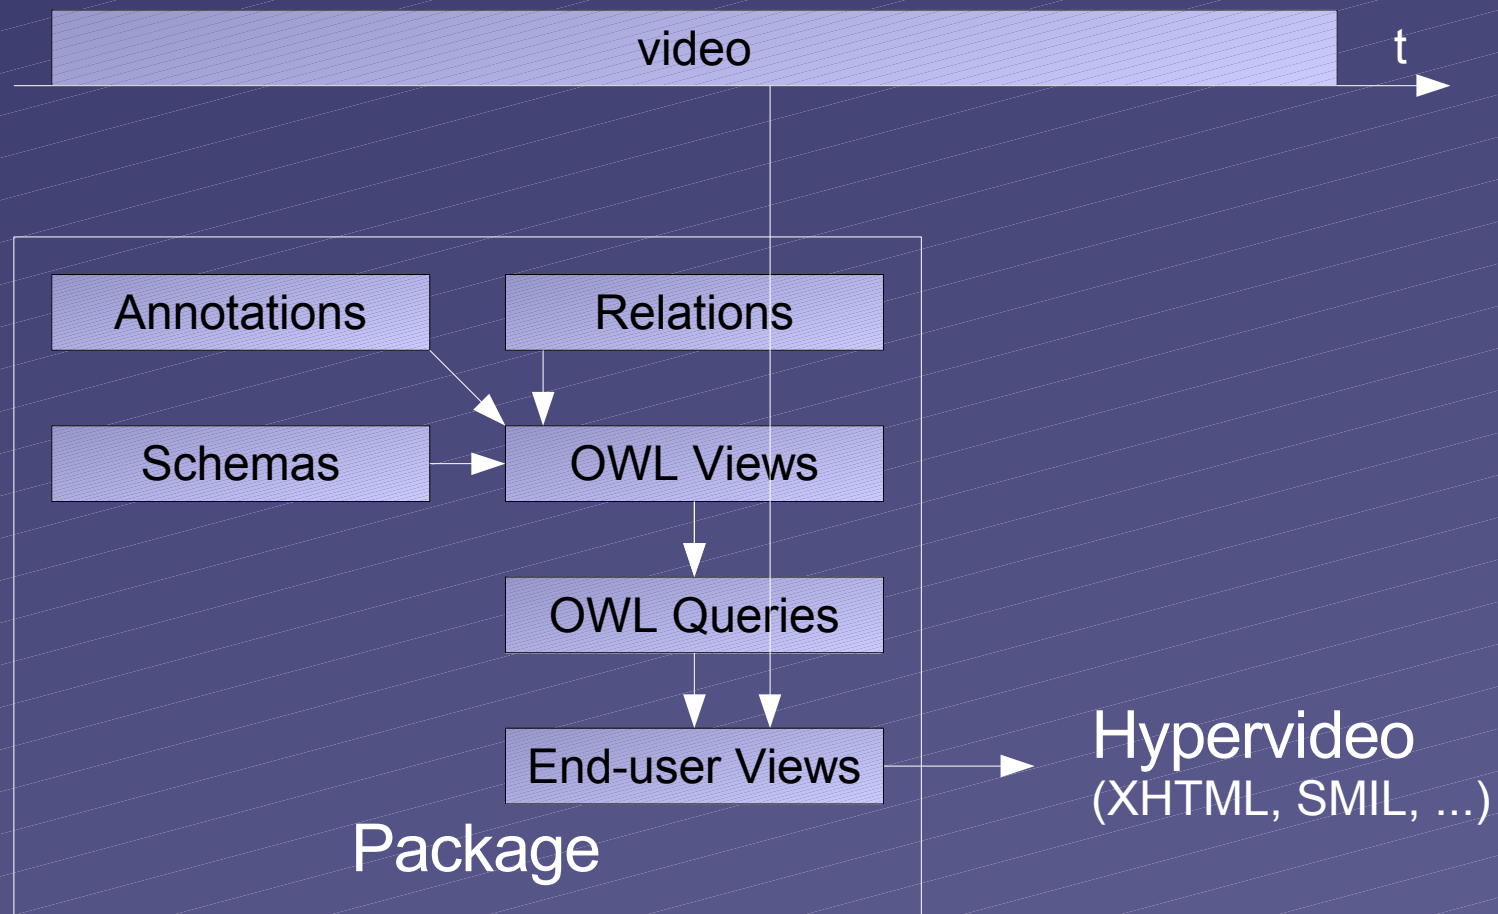 video
t
Annotations
Relations
Schemas
OWL Views
OWL Queries
End-user Views
Hypervideo
(XHTML, SMIL, ...)
Package